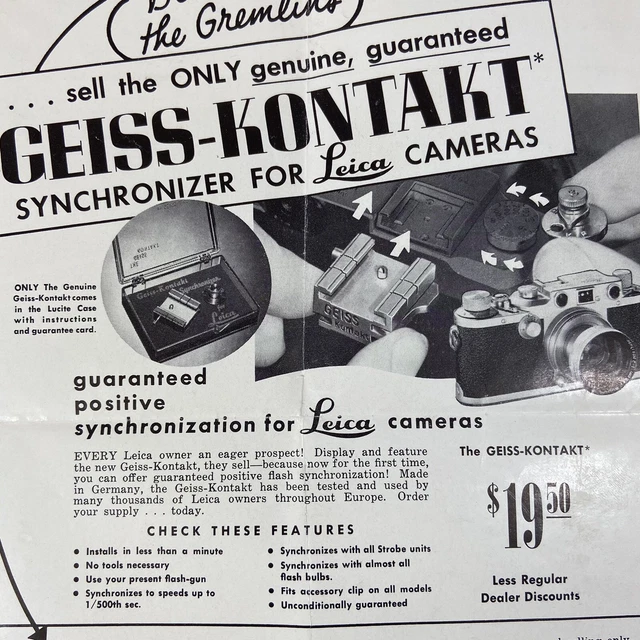 the Gremlins
. . . sell the ONLY genuine, guaranteed
GEISS-KONTAKT*
SYNCHRONIZER FOR Leica CAMERAS
ONLY The Genuine
Geiss-Kontakt comes
in the Lucite Case
with instructions
and guarantee card.
Geiss-Kontakt
Synchronizer
Leica
GEISS
Kontakt
guaranteed
positive
synchronization for Leica cameras
EVERY Leica owner an eager prospect! Display and feature
the new Geiss-Kontakt, they sell—because now for the first time,
you can offer guaranteed positive flash synchronization! Made
in Germany, the Geiss-Kontakt has been tested and used by
many thousands of Leica owners throughout Europe. Order
your supply . . . today.
The GEISS-KONTAKT*
$19.50
Less Regular
Dealer Discounts
CHECK THESE FEATURES
• Installs in less than a minute
• No tools necessary
• Use your present flash-gun
• Synchronizes to speeds up to
1/500th sec.
• Synchronizes with all Strobe units
• Synchronizes with almost all
flash bulbs.
• Fits accessory clip on all models
• Unconditionally guaranteed